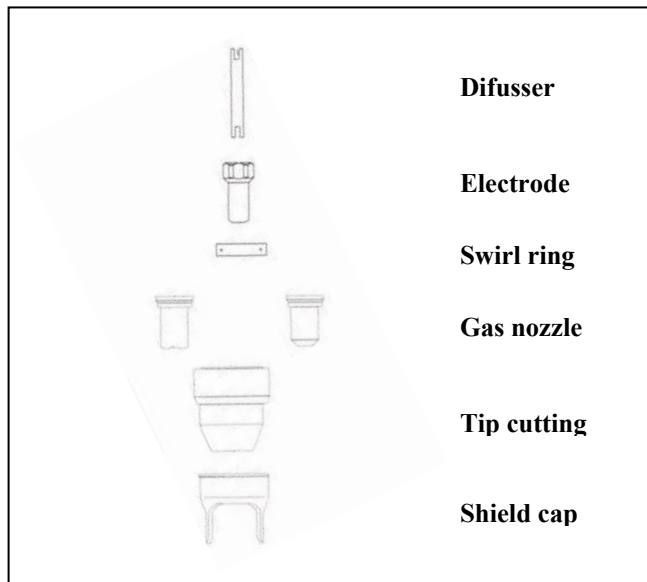 Difusser
Electrode
Swirl ring
Gas nozzle
Tip cutting
Shield cap